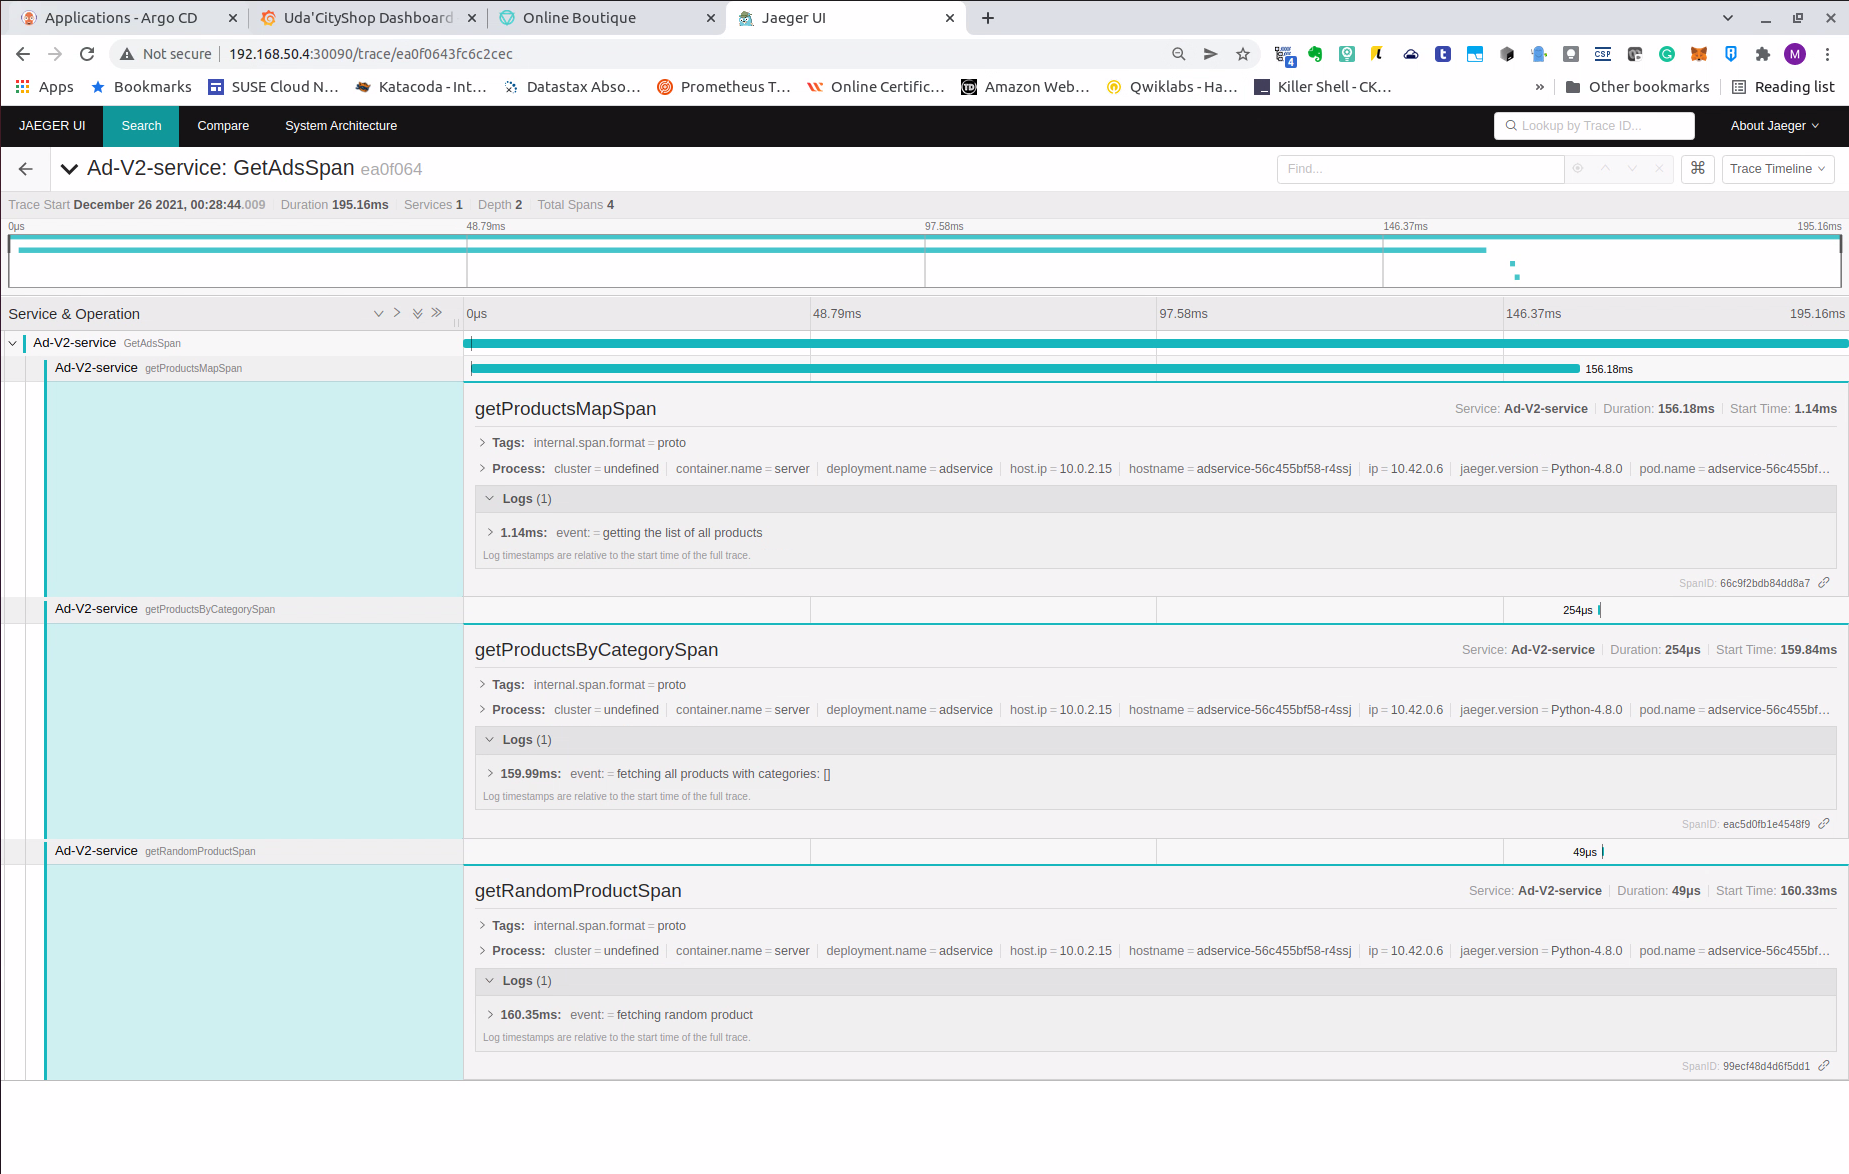 Applications - Argo CD
Uda'CityShop Dashboard
Online Boutique
Jaeger UI
Not secure
192.168.50.4:30090/trace/ea0f0643fc6c2cec
4
CSP
M
Apps
Bookmarks
SUSE Cloud N…
Katacoda - Int…
Datastax Abso…
Prometheus T…
Online Certific…
Amazon Web…
Qwiklabs - Ha…
Killer Shell - CK…
»
Other bookmarks
Reading list
JAEGER UI
Search
Compare
System Architecture
Lookup by Trace ID...
About Jaeger
Ad-V2-service: GetAdsSpan ea0f064
Find...
⌘
Trace Timeline
Trace Start December 26 2021, 00:28:44.009
Duration 195.16ms
Services 1
Depth 2
Total Spans 4
0μs
48.79ms
97.58ms
146.37ms
195.16ms
Service & Operation
0μs
48.79ms
97.58ms
146.37ms
195.16ms
Ad-V2-service GetAdsSpan
Ad-V2-service getProductsMapSpan
156.18ms
getProductsMapSpan
Service: Ad-V2-service
Duration: 156.18ms
Start Time: 1.14ms
Tags: internal.span.format = proto
Process: cluster = undefined container.name = server deployment.name = adservice host.ip = 10.0.2.15 hostname = adservice-56c455bf58-r4ssj ip = 10.42.0.6 jaeger.version = Python-4.8.0 pod.name = adservice-56c455bf…
Logs (1)
1.14ms: event: = getting the list of all products
Log timestamps are relative to the start time of the full trace.
SpanID: 66c9f2bdb84dd8a7
Ad-V2-service getProductsByCategorySpan
254μs
getProductsByCategorySpan
Service: Ad-V2-service
Duration: 254μs
Start Time: 159.84ms
Tags: internal.span.format = proto
Process: cluster = undefined container.name = server deployment.name = adservice host.ip = 10.0.2.15 hostname = adservice-56c455bf58-r4ssj ip = 10.42.0.6 jaeger.version = Python-4.8.0 pod.name = adservice-56c455bf…
Logs (1)
159.99ms: event: = fetching all products with categories: []
Log timestamps are relative to the start time of the full trace.
SpanID: eac5d0fb1e4548f9
Ad-V2-service getRandomProductSpan
49μs
getRandomProductSpan
Service: Ad-V2-service
Duration: 49μs
Start Time: 160.33ms
Tags: internal.span.format = proto
Process: cluster = undefined container.name = server deployment.name = adservice host.ip = 10.0.2.15 hostname = adservice-56c455bf58-r4ssj ip = 10.42.0.6 jaeger.version = Python-4.8.0 pod.name = adservice-56c455bf…
Logs (1)
160.35ms: event: = fetching random product
Log timestamps are relative to the start time of the full trace.
SpanID: 99ecf48d4d6f5dd1